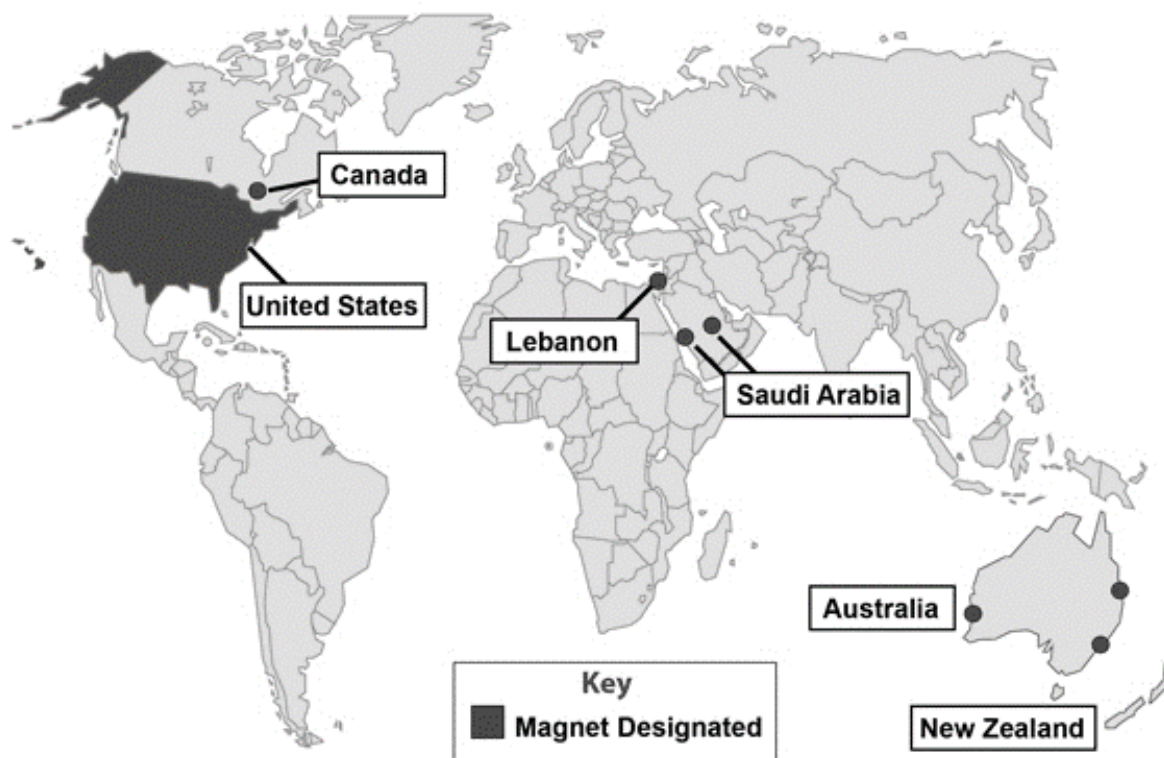 Canada
United States
Lebanon
Saudi Arabia
Australia
New Zealand
Key
Magnet Designated